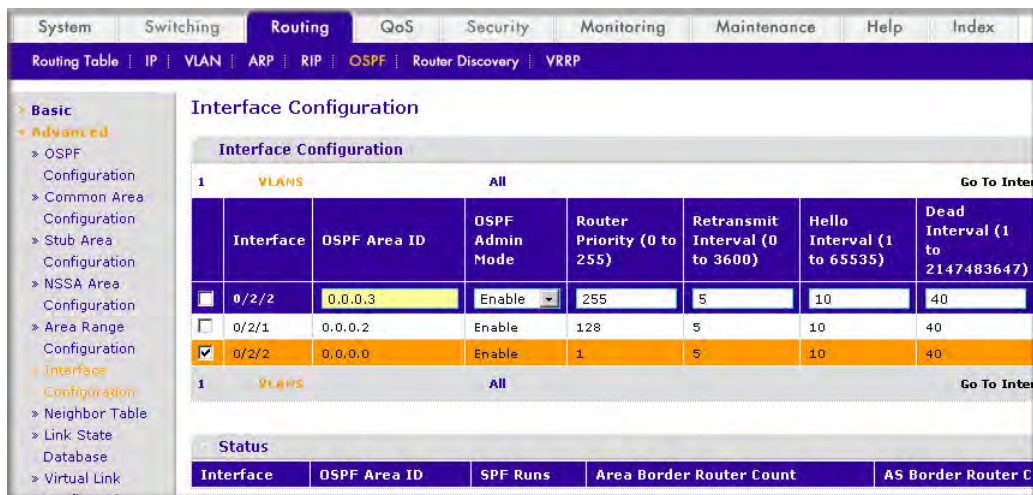 System Switching Routing QoS Security Monitoring Maintenance Help Index
Routing Table IP VLAN ARP RIP OSPF Router Discovery VRRP
Basic
Advanced
» OSPF
Configuration
» Common Area
Configuration
» Stub Area
Configuration
» NSSA Area
Configuration
» Area Range
Configuration
» Interface
Configuration
» Neighbor Table
» Link State
Database
» Virtual Link
Interface Configuration
Interface Configuration
1 VLANS All Go To Inter
Interface OSPF Area ID OSPF Admin Mode Router Priority (0 to 255) Retransmit Interval (0 to 3600) Hello Interval (1 to 65535) Dead Interval (1 to 2147483647)
0/2/2 0.0.0.3 Enable 255 5 10 40
0/2/1 0.0.0.2 Enable 128 5 10 40
0/2/2 0.0.0.0 Enable 1 5 10 40
1 VLANS All Go To Inter
Status
Interface OSPF Area ID SPF Runs Area Border Router Count AS Border Router C